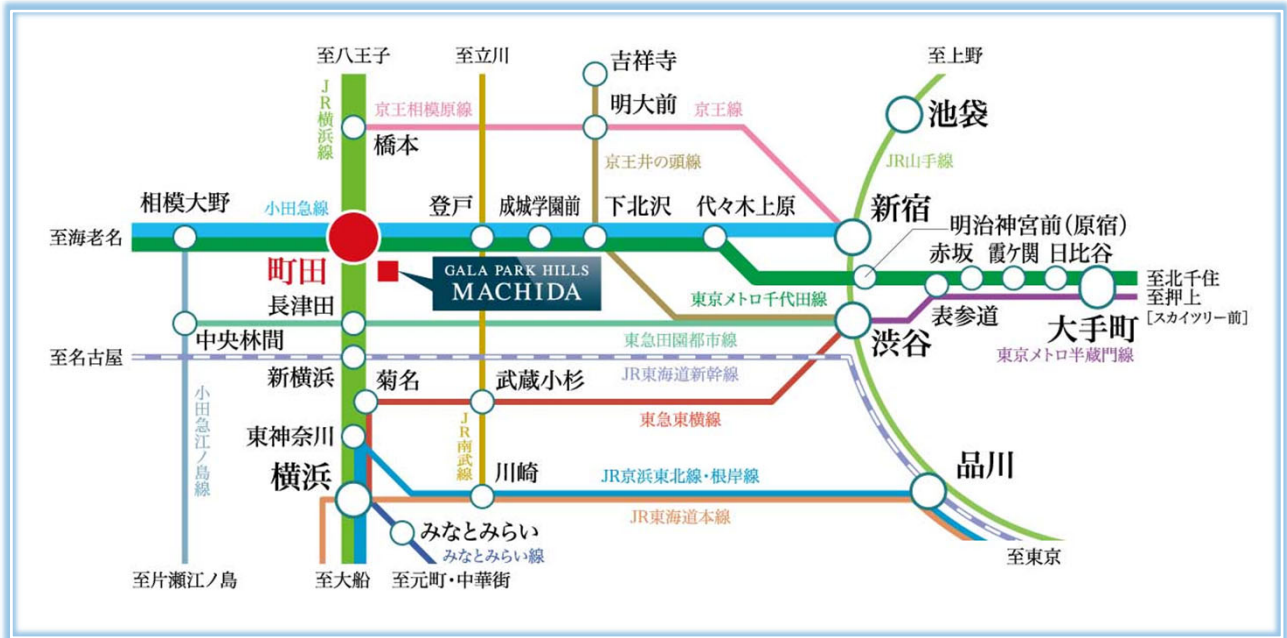 至八王子
至立川
吉祥寺
至上野
JR横浜線
京王相模原線
明大前
京王線
池袋
橋本
京王井の頭線
JR山手線
相模大野
小田急線
登戸
成城学園前
下北沢
代々木上原
新宿
明治神宮前(原宿)
至海老名
赤坂
霞ケ関
日比谷
町田
GALA PARK HILLS
MACHIDA
東京メトロ千代田線
至北千住
至押上
[スカイツリー前]
長津田
表参道
大手町
中央林間
東急田園都市線
渋谷
東京メトロ半蔵門線
至名古屋
新横浜
JR東海道新幹線
菊名
武蔵小杉
小田急江ノ島線
東急東横線
JR南武線
東神奈川
横浜
川崎
JR京浜東北線・根岸線
品川
JR東海道本線
みなとみらい
みなとみらい線
至東京
至片瀬江ノ島
至大船
至元町・中華街